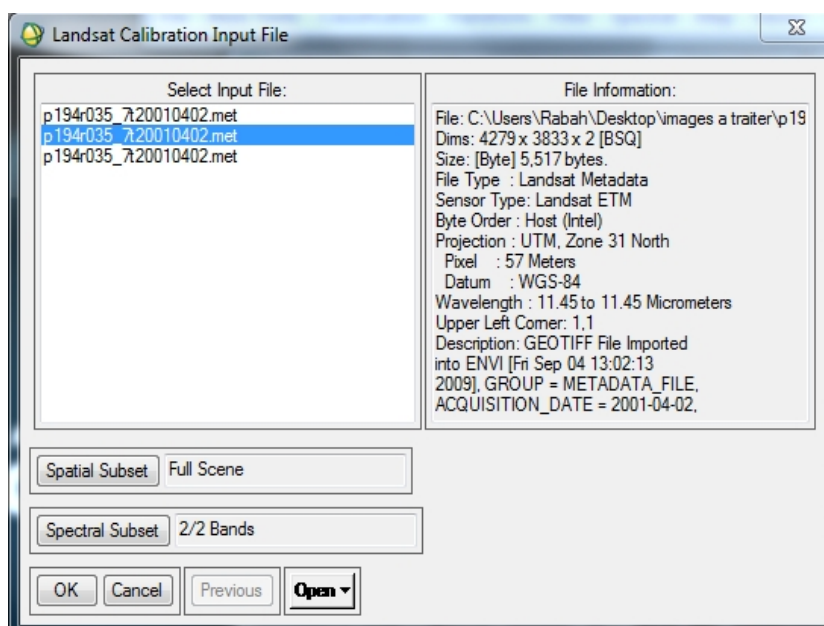 Landsat Calibration Input File
Select Input File:
p194r035_7t20010402.met
p194r035_7t20010402.met
p194r035_7t20010402.met
File Information:
File: C:\Users\Rabah\Desktop\images a traiter\p19
Dims: 4279 x 3833 x 2 [BSQ]
Size: [Byte] 5,517 bytes.
File Type  : Landsat Metadata
Sensor Type: Landsat ETM
Byte Order : Host (Intel)
Projection : UTM, Zone 31 North
Pixel    : 57 Meters
Datum    : WGS-84
Wavelength : 11.45 to 11.45 Micrometers
Upper Left Corner: 1,1
Description: GEOTIFF File Imported
into ENVI [Fri Sep 04 13:02:13
2009], GROUP = METADATA_FILE,
ACQUISITION_DATE = 2001-04-02,
Spatial Subset Full Scene
Spectral Subset 2/2 Bands
OK Cancel Previous Open